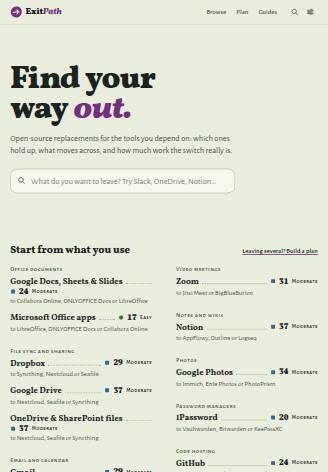 ExitPath
Browse Plan Guides
Find your
way out.
Open-source replacements for the tools you depend on: which ones
hold up, what moves across, and how much work the switch really is.
What do you want to leave? Try Slack, OneDrive, Notion...
Start from what you use
Leaving several? Build a plan
Office documents
Google Docs, Sheets & Slides
24 Moderate
to Collabora Online, ONLYOFFICE Docs or LibreOffice
Microsoft Office apps 17 Easy
to LibreOffice, ONLYOFFICE Docs or Collabora Online
File sync and sharing
Dropbox 29 Moderate
to Syncthing, Nextcloud or Seafile
Google Drive 37 Moderate
to Nextcloud, Seafile or Syncthing
OneDrive & SharePoint files
37 Moderate
to Nextcloud, Seafile or Syncthing
Email and calendar
Gmail 29 Moderate
Video meetings
Zoom 31 Moderate
to Jitsi Meet or BigBlueButton
Notes and wikis
Notion 37 Moderate
to AppFlowy, Outline or Logseq
Photos
Google Photos 34 Moderate
to Immich, Ente Photos or PhotoPrism
Password managers
1Password 20 Moderate
to Vaultwarden, Bitwarden or KeePassXC
Code hosting
GitHub 24 Moderate